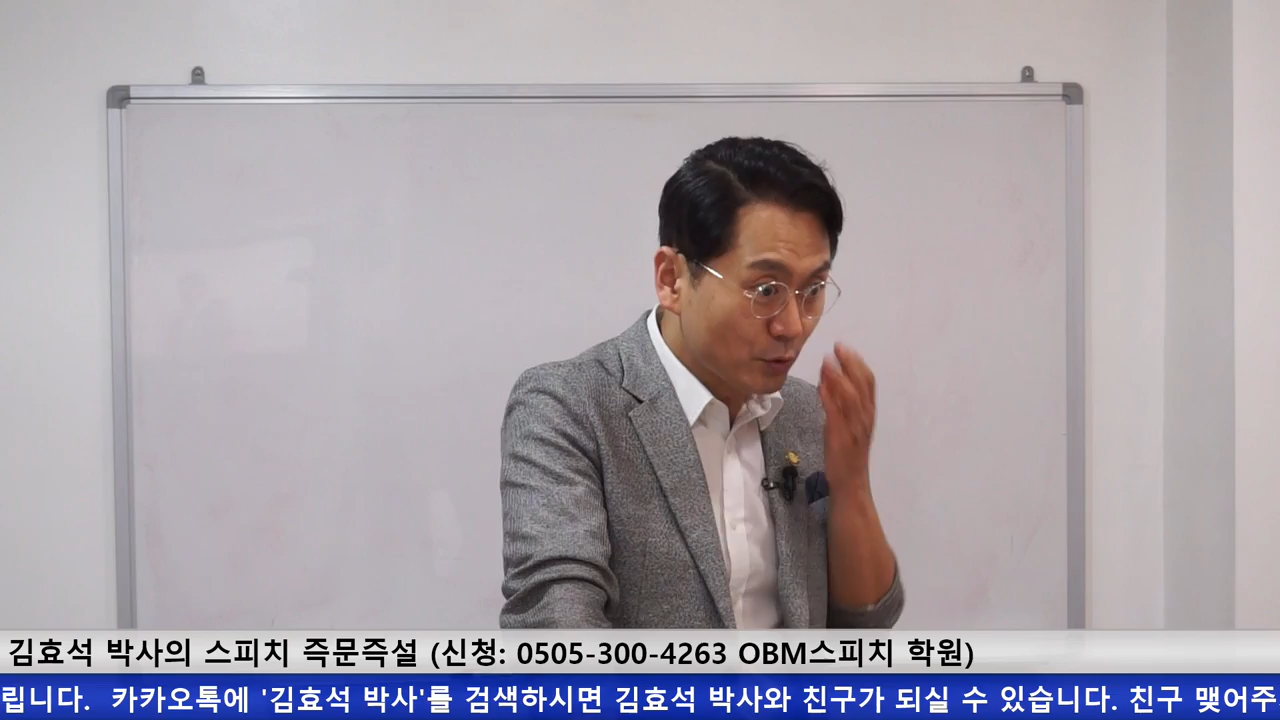 김효석 박사의 스피치 즉문즉설 (신청: 0505-300-4263 OBM스피치 학원)
립니다. 카카오톡에 '김효석 박사'를 검색하시면 김효석 박사와 친구가 되실 수 있습니다. 친구 맺어주